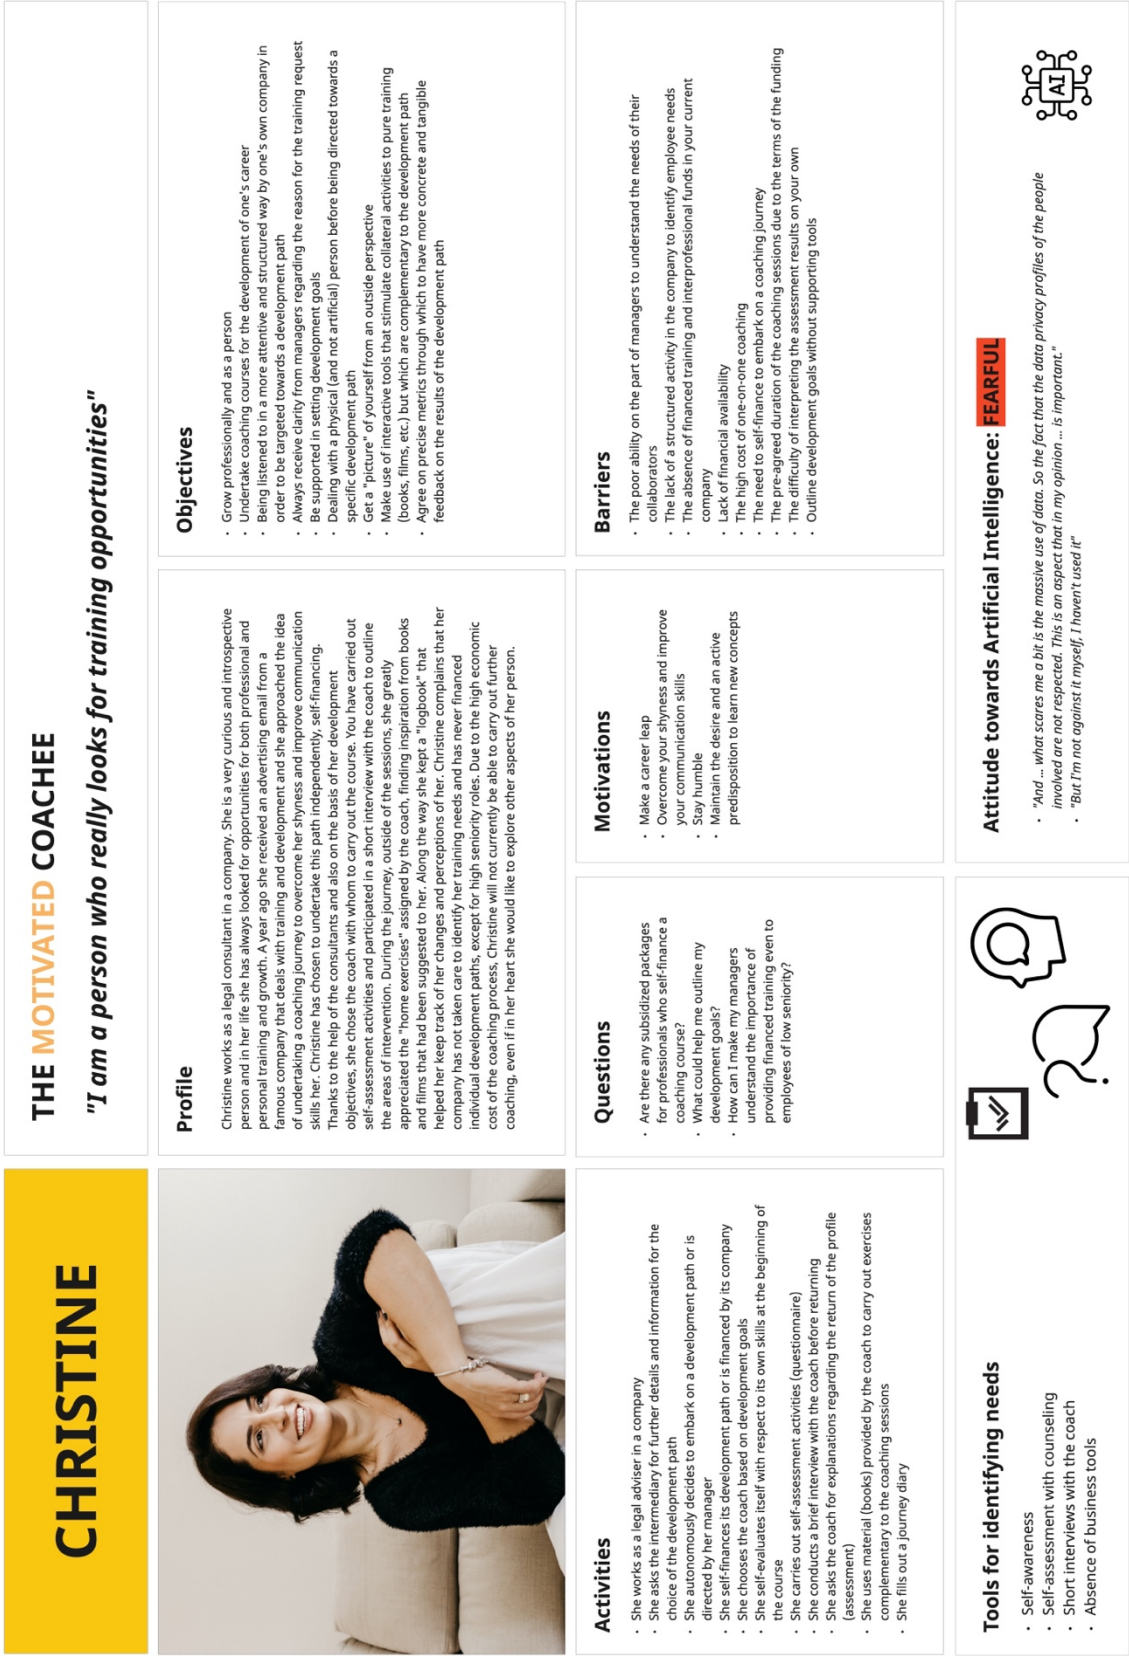 CHRISTINE
THE MOTIVATED COACHEE
"I am a person who really looks for training opportunities"
Profile
Christine works as a legal consultant in a company. She is a very curious and introspective
person and in her life she has always looked for opportunities for both professional and
personal training and growth. A year ago she received an advertising email from a
famous company that deals with training and development and she approached the idea
of undertaking a coaching journey to overcome her shyness and improve communication
skills her. Christine has chosen to undertake this path independently, self-financing.
Thanks to the help of the consultants and also on the basis of her development
objectives, she chose the coach with whom to carry out the course. You have carried out
self-assessment activities and participated in a short interview with the coach to outline
the areas of intervention. During the journey, outside of the sessions, she greatly
appreciated the "home exercises" assigned by the coach, finding inspiration from books
and films that had been suggested to her. Along the way she kept a "logbook" that
helped her keep track of her changes and perceptions of her. Christine complains that her
company has not taken care to identify her training needs and has never financed
individual development paths, except for high seniority roles. Due to the high economic
cost of the coaching process, Christine will not currently be able to carry out further
coaching, even if in her heart she would like to explore other aspects of her person.
Objectives
• Grow professionally and as a person
• Undertake coaching courses for the development of one's career
• Being listened to in a more attentive and structured way by one's own company in
order to be targeted towards a development path
• Always receive clarity from managers regarding the reason for the training request
• Be supported in setting development goals
• Dealing with a physical (and not artificial) person before being directed towards a
specific development path
• Get a "picture" of yourself from an outside perspective
• Make use of interactive tools that stimulate collateral activities to pure training
(books, films, etc.) but which are complementary to the development path
• Agree on precise metrics through which to have more concrete and tangible
feedback on the results of the development path
Activities
• She works as a legal adviser in a company
• She asks the intermediary for further details and information for the
choice of the development path
• She autonomously decides to embark on a development path or is
directed by her manager
• She self-finances its development path or is financed by its company
• She chooses the coach based on development goals
• She self-evaluates itself with respect to its own skills at the beginning of
the course
• She carries out self-assessment activities (questionnaire)
• She conducts a brief interview with the coach before returning
• She asks the coach for explanations regarding the return of the profile
(assessment)
• She uses material (books) provided by the coach to carry out exercises
complementary to the coaching sessions
• She fills out a journey diary
Questions
• Are there any subsidized packages
for professionals who self-finance a
coaching course?
• What could help me outline my
development goals?
• How can I make my managers
understand the importance of
providing financed training even to
employees of low seniority?
Motivations
• Make a career leap
• Overcome your shyness and improve
your communication skills
• Stay humble
• Maintain the desire and an active
predisposition to learn new concepts
Barriers
• The poor ability on the part of managers to understand the needs of their
collaborators
• The lack of a structured activity in the company to identify employee needs
• The absence of financed training and interprofessional funds in your current
company
• Lack of financial availability
• The high cost of one-on-one coaching
• The need to self-finance to embark on a coaching journey
• The pre-agreed duration of the coaching sessions due to the terms of the funding
• The difficulty of interpreting the assessment results on your own
• Outline development goals without supporting tools
Tools for identifying needs
• Self-awareness
• Self-assessment with counseling
• Short interviews with the coach
• Absence of business tools
Attitude towards Artificial Intelligence: FEARFUL
• "And ... what scares me a bit is the massive use of data. So the fact that the data privacy profiles of the people
involved are not respected. This is an aspect that in my opinion ... is important."
• "But I'm not against it myself, I haven't used it"
AI